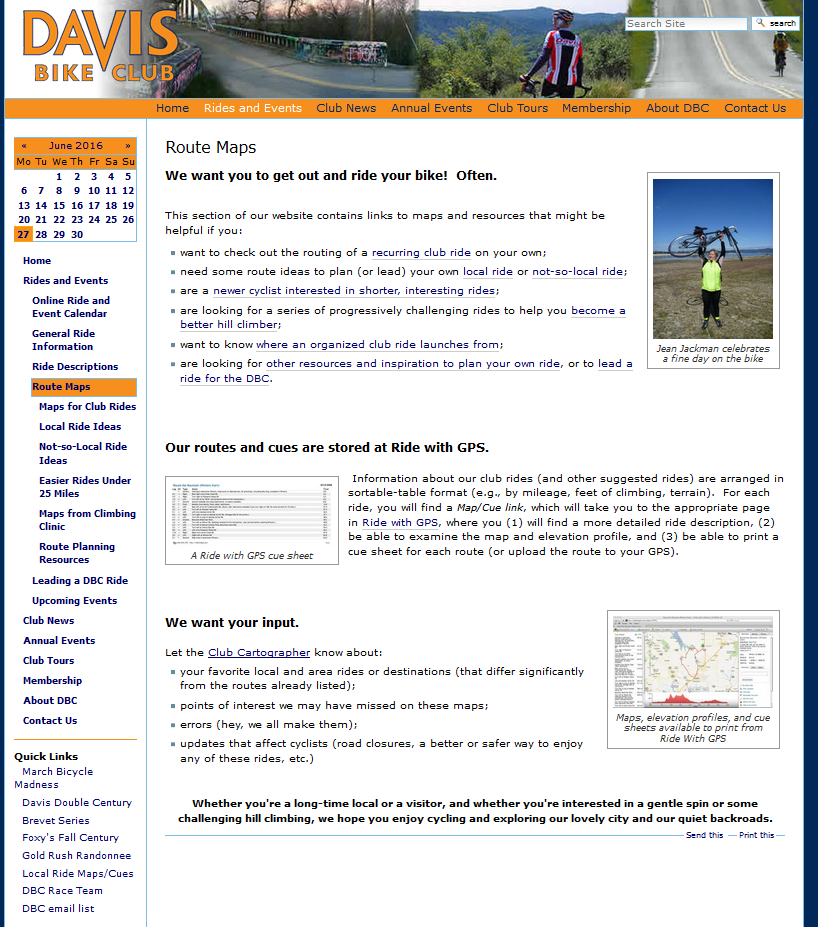 DAVIS
BIKE CLUB
Search Site
search
Home Rides and Events Club News Annual Events Club Tours Membership About DBC Contact Us
« June 2016 »
Mo Tu We Th Fr Sa Su
1 2 3 4 5
6 7 8 9 10 11 12
13 14 15 16 17 18 19
20 21 22 23 24 25 26
27 28 29 30
Home
Rides and Events
Online Ride and
Event Calendar
General Ride
Information
Ride Descriptions
Route Maps
Maps for Club Rides
Local Ride Ideas
Not-so-Local Ride
Ideas
Easier Rides Under
25 Miles
Maps from Climbing
Clinic
Route Planning
Resources
Leading a DBC Ride
Upcoming Events
Club News
Annual Events
Club Tours
Membership
About DBC
Contact Us
Quick Links
March Bicycle
Madness
Davis Double Century
Brevet Series
Foxy's Fall Century
Gold Rush Randonnee
Local Ride Maps/Cues
DBC Race Team
DBC email list
Route Maps
We want you to get out and ride your bike! Often.
This section of our website contains links to maps and resources that might be
helpful if you:
want to check out the routing of a recurring club ride on your own;
need some route ideas to plan (or lead) your own local ride or not-so-local ride;
are a newer cyclist interested in shorter, interesting rides;
are looking for a series of progressively challenging rides to help you become a
better hill climber;
want to know where an organized club ride launches from;
are looking for other resources and inspiration to plan your own ride, or to lead a
ride for the DBC.
Jean Jackman celebrates
a fine day on the bike
Our routes and cues are stored at Ride with GPS.
A Ride with GPS cue sheet
Information about our club rides (and other suggested rides) are arranged in
sortable-table format (e.g., by mileage, feet of climbing, terrain). For each
ride, you will find a Map/Cue link, which will take you to the appropriate page
in Ride with GPS, where you (1) will find a more detailed ride description, (2)
be able to examine the map and elevation profile, and (3) be able to print a
cue sheet for each route (or upload the route to your GPS).
We want your input.
Let the Club Cartographer know about:
your favorite local and area rides or destinations (that differ significantly
from the routes already listed);
points of interest we may have missed on these maps;
errors (hey, we all make them);
updates that affect cyclists (road closures, a better or safer way to enjoy
any of these rides, etc.)
Maps, elevation profiles, and cue
sheets available to print from
Ride With GPS
Whether you're a long-time local or a visitor, and whether you're interested in a gentle spin or some
challenging hill climbing, we hope you enjoy cycling and exploring our lovely city and our quiet backroads.
Send this — Print this —